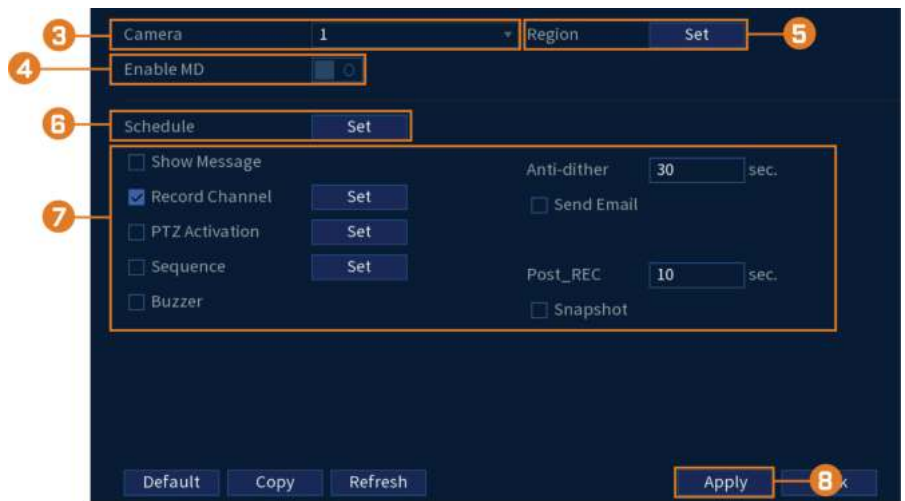 3 Camera 1 Region Set 5
4 Enable MD
6 Schedule Set
Show Message Anti-dither 30 sec.
Record Channel Set Send Email
7 PTZ Activation Set
Sequence Set Post_REC 10 sec.
Buzzer Snapshot
Default Copy Refresh Apply 8